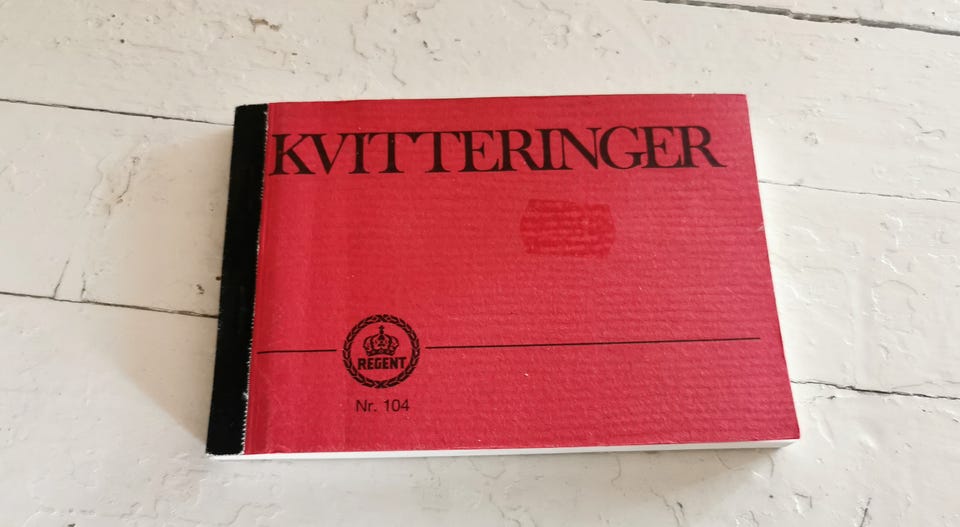 KVITTERINGER
REGENT
Nr. 104